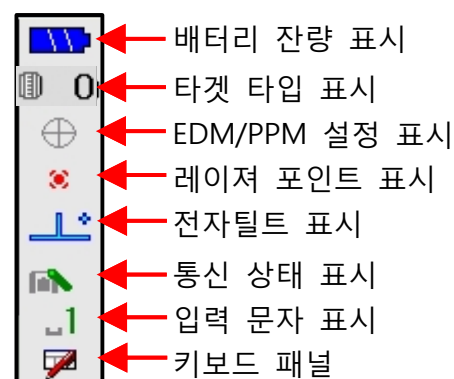 배터리 잔량 표시
0 타겟 타입 표시
EDM/PPM 설정 표시
레이져 포인트 표시
전자틸트 표시
통신 상태 표시
1 입력 문자 표시
키보드 패널